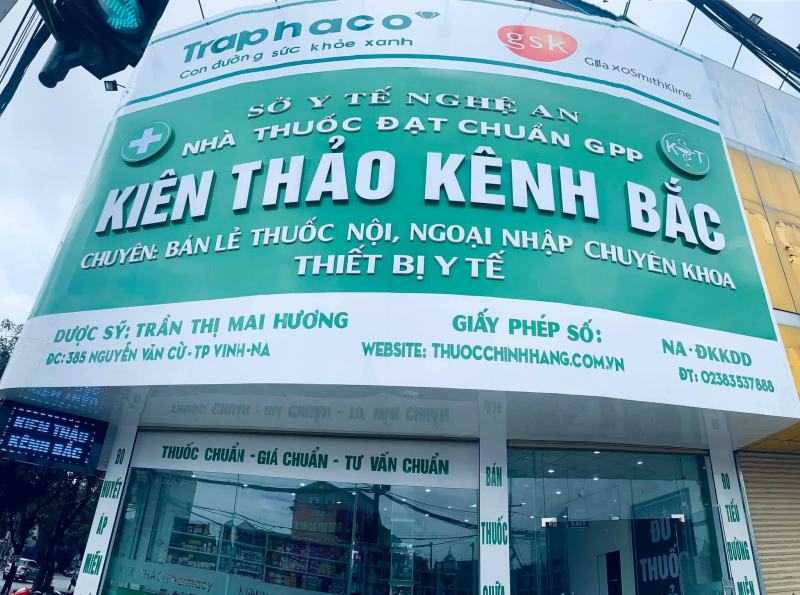 Traphaco
Con đường sức khỏe xanh
gsk
GlaxoSmithKline
SỞ Y TẾ NGHỆ AN
NHÀ THUỐC ĐẠT CHUẨN GPP
KT
KIÊN THẢO KÊNH BẮC
CHUYÊN: BÁN LẺ THUỐC NỘI, NGOẠI NHẬP CHUYÊN KHOA
THIẾT BỊ Y TẾ
DƯỢC SỸ: TRẦN THỊ MAI HƯƠNG
ĐC: 385 NGUYỄN VĂN CỪ - TP VINH-NA
GIẤY PHÉP SỐ:
NA - ĐKKDD
WEBSITE: THUOCCHINHHANG.COM.VN
ĐT: 02383537888
KIÊN THẢO
KÊNH BẮC
THUỐC CHUẨN - GIÁ CHUẨN - TƯ VẤN CHUẨN
ĐO
HUYẾT
ÁP
MIỄN
BÁN
THUỐC
CHỮA
ĐO
TIỂU
ĐƯỜNG
MIỄN
EXIT
ĐỦ
THUỐC
pharmacy